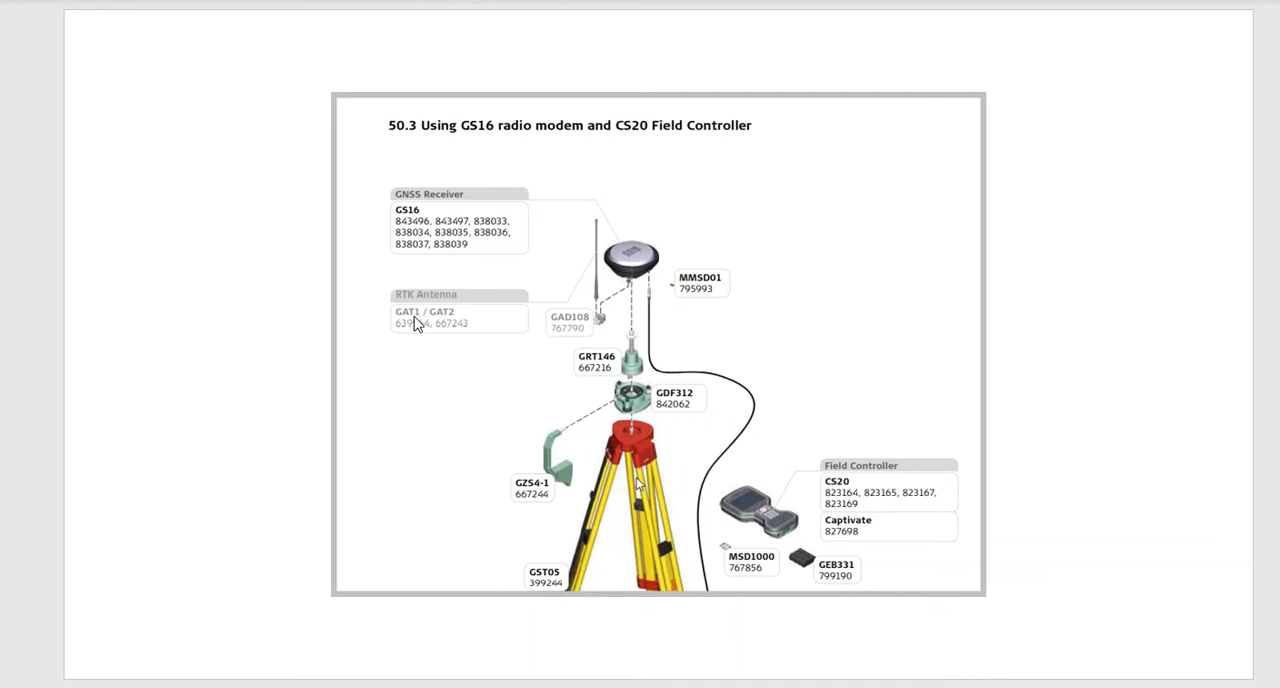 50.3 Using GS16 radio modem and CS20 Field Controller
GNSS Receiver
GS16
843496, 843497, 838033,
838034, 838035, 838036,
838037, 838039
RTK Antenna
GAT1 / GAT2
667243
MMSD01
795993
GAD108
767790
GRT146
667216
GDF312
842062
GZS4-1
667244
GST05
399244
Field Controller
CS20
823164, 823165, 823167,
823169
Captivate
827698
MSD1000
767856
GEB331
799190